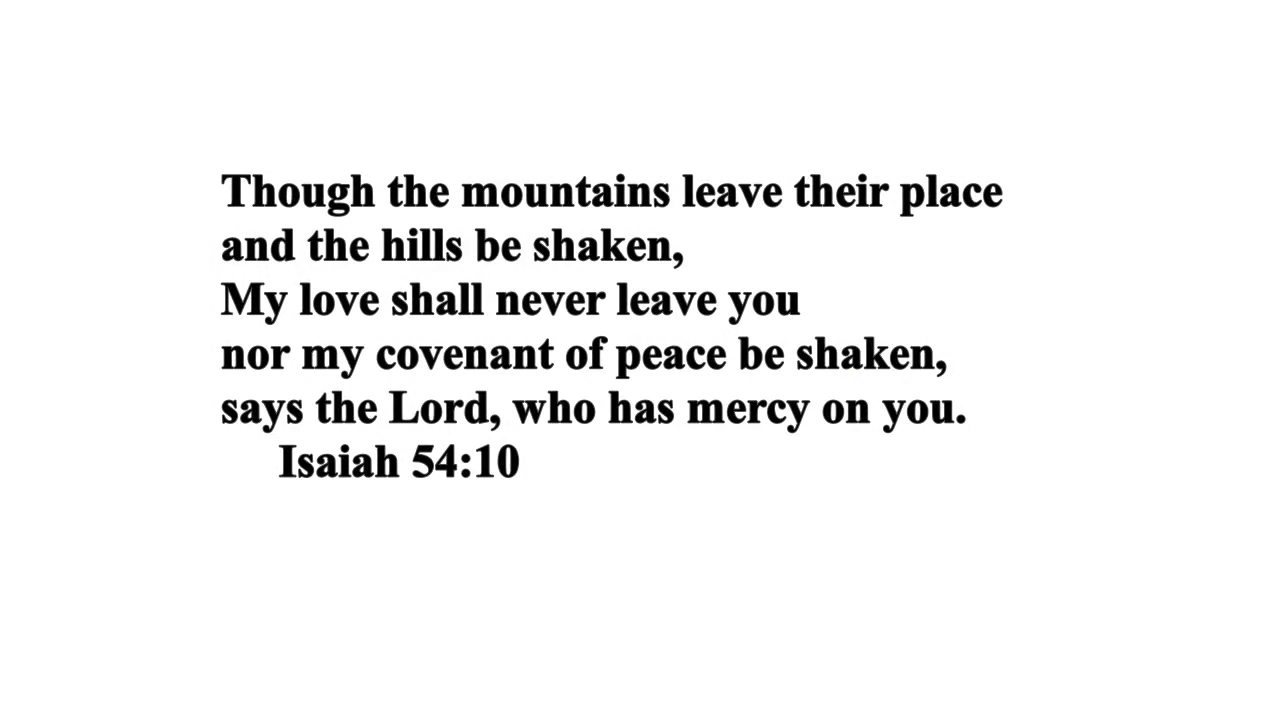 Though the mountains leave their place
and the hills be shaken,
My love shall never leave you
nor my covenant of peace be shaken,
says the Lord, who has mercy on you.
Isaiah 54:10